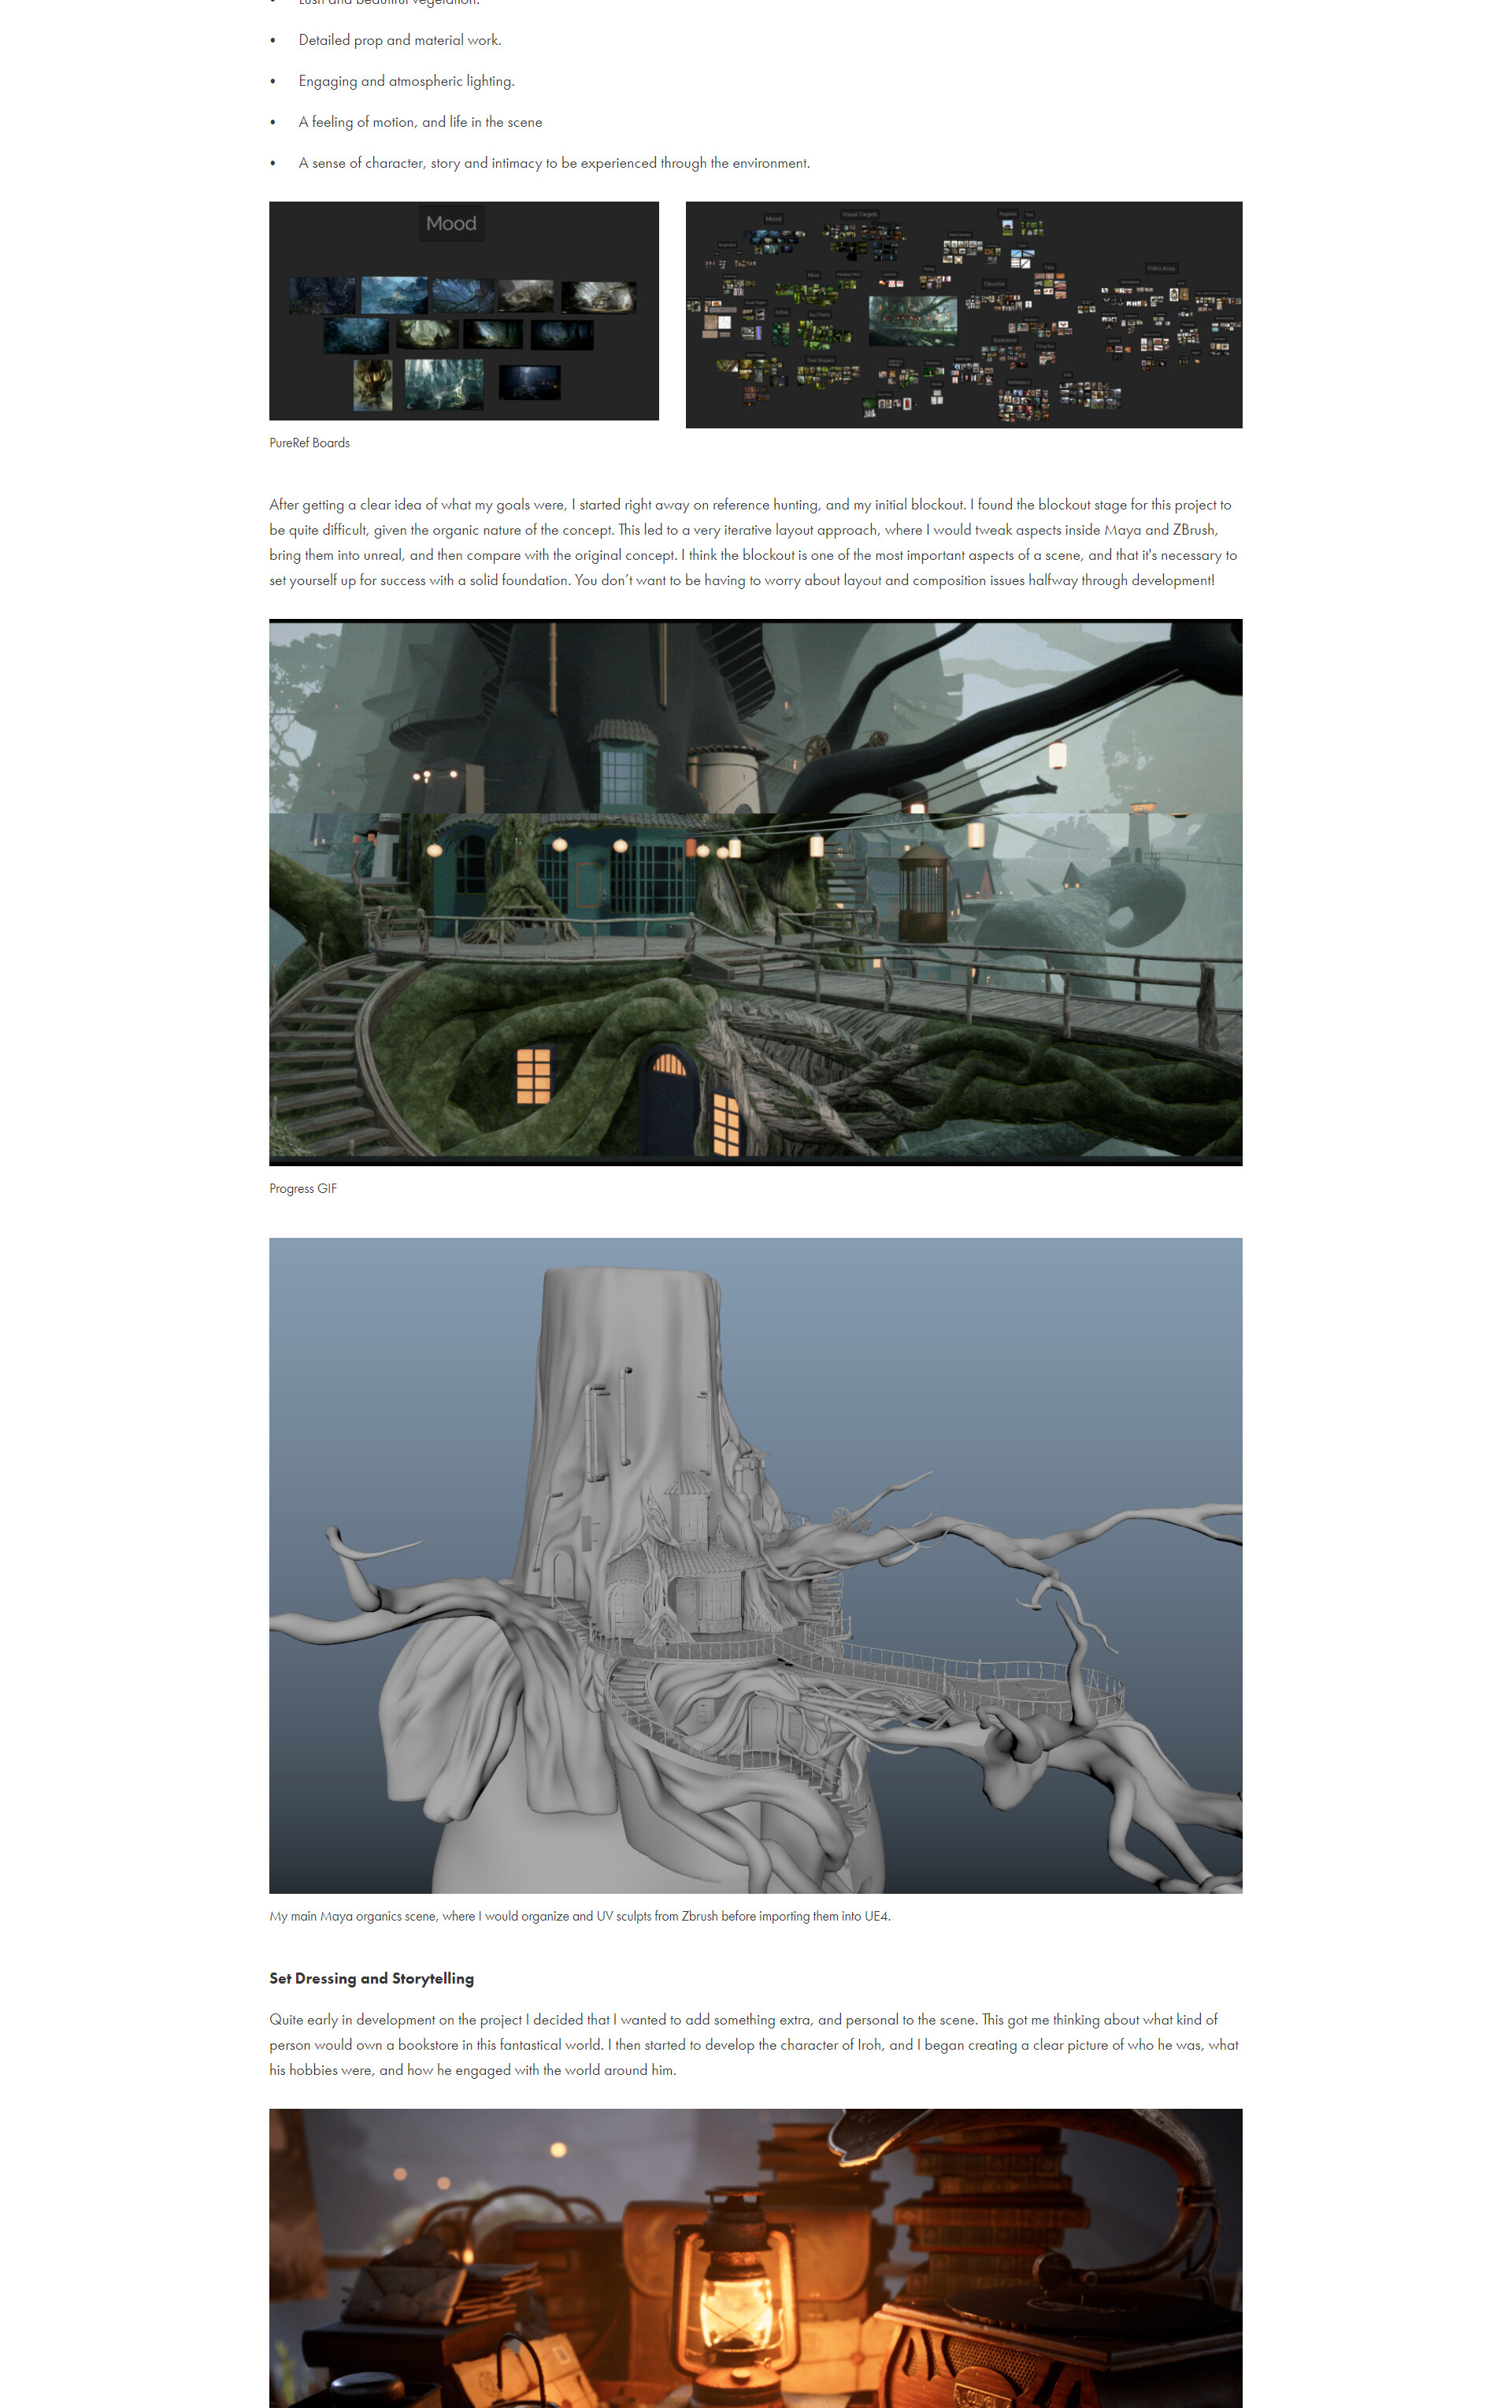 • Lush and beautiful vegetation.
• Detailed prop and material work.
• Engaging and atmospheric lighting.
• A feeling of motion, and life in the scene
• A sense of character, story and intimacy to be experienced through the environment.
Mood
Mood
Visual Targets
PureRef Boards
After getting a clear idea of what my goals were, I started right away on reference hunting, and my initial blockout. I found the blockout stage for this project to
be quite difficult, given the organic nature of the concept. This led to a very iterative layout approach, where I would tweak aspects inside Maya and ZBrush,
bring them into unreal, and then compare with the original concept. I think the blockout is one of the most important aspects of a scene, and that it's necessary to
set yourself up for success with a solid foundation. You don’t want to be having to worry about layout and composition issues halfway through development!
Progress GIF
My main Maya organics scene, where I would organize and UV sculpts from Zbrush before importing them into UE4.
Set Dressing and Storytelling
Quite early in development on the project I decided that I wanted to add something extra, and personal to the scene. This got me thinking about what kind of
person would own a bookstore in this fantastical world. I then started to develop the character of Iroh, and I began creating a clear picture of who he was, what
his hobbies were, and how he engaged with the world around him.